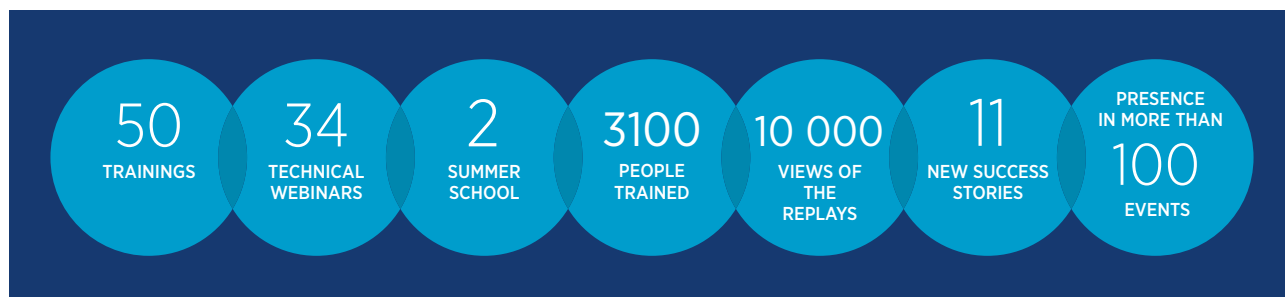 50
TRAININGS
34
TECHNICAL
WEBINARS
2
SUMMER
SCHOOL
3100
PEOPLE
TRAINED
10 000
VIEWS OF
THE
REPLAYS
11
NEW SUCCESS
STORIES
PRESENCE
IN MORE THAN
100
EVENTS